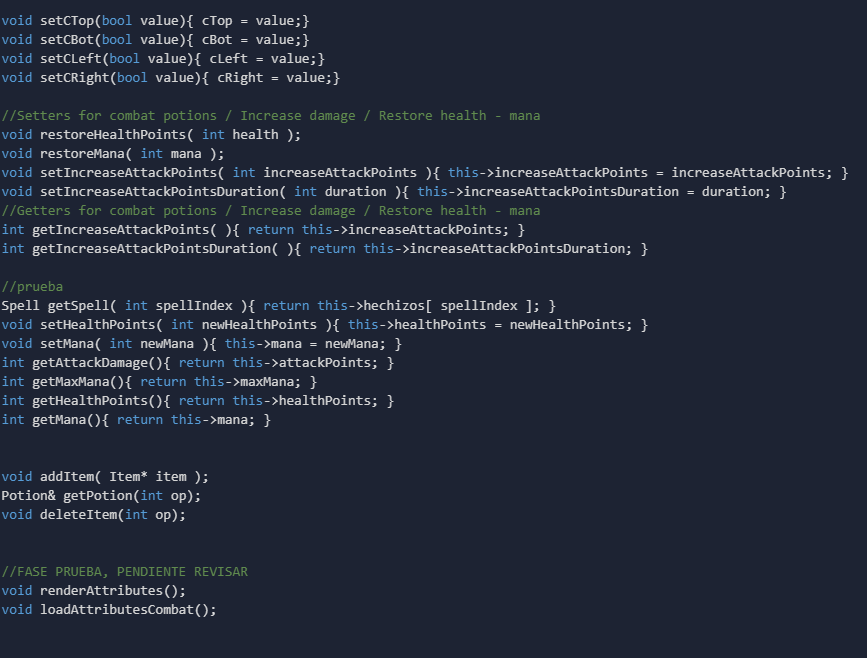 void setCTop(bool value){ cTop = value;}
void setCBot(bool value){ cBot = value;}
void setCLeft(bool value){ cLeft = value;}
void setCRight(bool value){ cRight = value;}
//Setters for combat potions / Increase damage / Restore health - mana
void restoreHealthPoints( int health );
void restoreMana( int mana );
void setIncreaseAttackPoints( int increaseAttackPoints ){ this->increaseAttackPoints = increaseAttackPoints; }
void setIncreaseAttackPointsDuration( int duration ){ this->increaseAttackPointsDuration = duration; }
//Getters for combat potions / Increase damage / Restore health - mana
int getIncreaseAttackPoints( ){ return this->increaseAttackPoints; }
int getIncreaseAttackPointsDuration( ){ return this->increaseAttackPointsDuration; }
//prueba
Spell getSpell( int spellIndex ){ return this->hechizos[ spellIndex ]; }
void setHealthPoints( int newHealthPoints ){ this->healthPoints = newHealthPoints; }
void setMana( int newMana ){ this->mana = newMana; }
int getAttackDamage(){ return this->attackPoints; }
int getMaxMana(){ return this->maxMana; }
int getHealthPoints(){ return this->healthPoints; }
int getMana(){ return this->mana; }
void addItem( Item* item );
Potion& getPotion(int op);
void deleteItem(int op);
//FASE PRUEBA, PENDIENTE REVISAR
void renderAttributes();
void loadAttributesCombat();